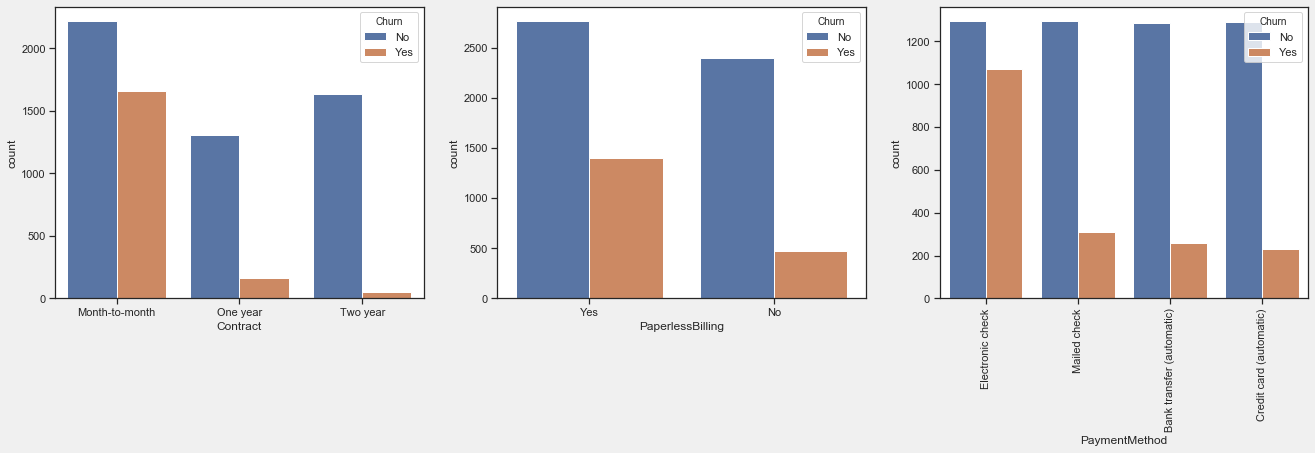 Churn
No
Yes
2000
1500
1000
500
0
count
Month-to-month
One year
Two year
Contract
Churn
No
Yes
2500
2000
1500
1000
500
0
count
Yes
No
PaperlessBilling
Churn
No
Yes
1200
1000
800
600
400
200
0
count
Electronic check
Mailed check
Bank transfer (automatic)
Credit card (automatic)
PaymentMethod